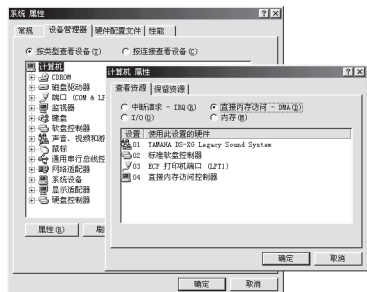 系统 属性
常规 设备管理器 硬件配置文件 性能
按类型查看设备(T) 按连接查看设备(C)
计算机
CDROM
磁盘驱动器
端口 (COM & LP
监视器
键盘
软盘控制器
声音、视频和游
鼠标
通用串行总线控
网络适配器
系统设备
显示适配器
硬盘控制器
属性(R) 刷
确定 取消
计算机 属性
查看资源 保留资源
中断请求 - IRQ(R) 直接内存访问 - DMA(D)
I/O(O) 内存(M)
设置 使用此设置的硬件
01 YAMAHA DS-XG Legacy Sound System
02 标准软盘控制器
03 ECP 打印机端口 (LPT1)
04 直接内存访问控制器
确定 取消